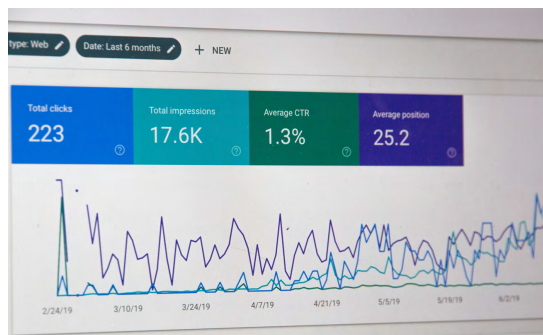 type: Web
Date: Last 6 months
+ NEW
Total clicks
223
Total impressions
17.6K
Average CTR
1.3%
Average position
25.2
2/24/19
3/10/19
3/24/19
4/7/19
4/21/19
5/5/19
5/19/19
6/2/19